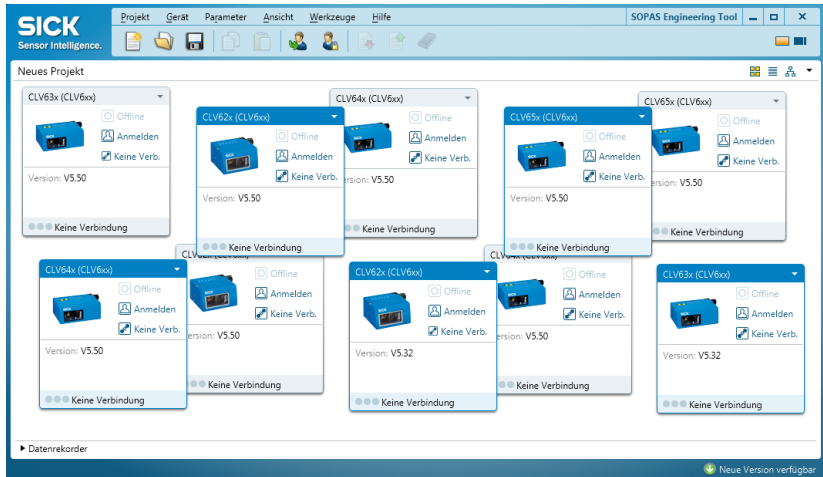 SICK
Sensor Intelligence.
Projekt Gerät Parameter Ansicht Werkzeuge Hilfe
SOPAS Engineering Tool
Neues Projekt
CLV63x (CLV6xx)
Offline
Anmelden
Keine Verb.
Version: V5.50
Keine Verbindung
CLV62x (CLV6xx)
Offline
Anmelden
Keine Verb.
Version: V5.50
Keine Verbindung
CLV64x (CLV6xx)
Offline
Anmelden
Keine Verb.
ersion: V5.50
Keine Verbindung
CLV65x (CLV6xx)
Offline
Anmelden
Keine Verb.
Version: V5.50
Keine Verbindung
CLV65x (CLV6xx)
Offline
Anmelden
Keine Verb.
ersion: V5.50
Keine Verbindung
CLV64x (CLV6xx)
Offline
Anmelden
Keine Verb.
Version: V5.50
Keine Verbindung
Offline
Anmelden
Keine Verb.
ersion: V5.50
Keine Verbindung
CLV62x (CLV6xx)
Offline
Anmelden
Keine Verb.
Version: V5.32
Keine Verbindung
Offline
Anmelden
Keine Verb.
ersion: V5.50
Keine Verbindung
CLV63x (CLV6xx)
Offline
Anmelden
Keine Verb.
Version: V5.32
Keine Verbindung
Datenrekorder
Neue Version verfügbar